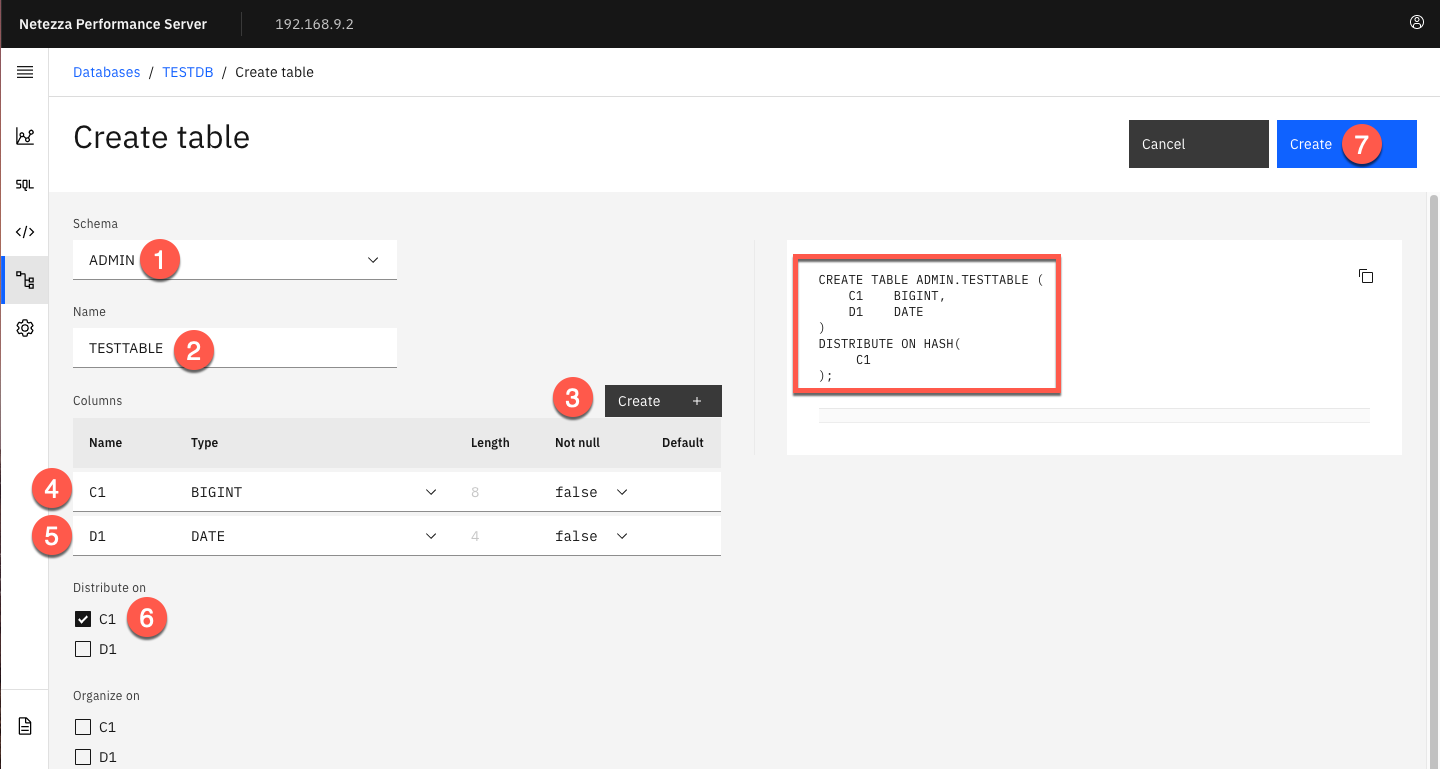 Netezza Performance Server 192.168.9.2
Databases / TESTDB / Create table
Create table
Cancel
Create 7
SQL
Schema
ADMIN 1
Name
TESTTABLE 2
Columns
3 Create +
Name Type Length Not null Default
4 C1 BIGINT 8 false
5 D1 DATE 4 false
Distribute on
C1 6
D1
Organize on
C1
D1
CREATE TABLE ADMIN.TESTTABLE (
C1 BIGINT,
D1 DATE
)
DISTRIBUTE ON HASH(
C1
);